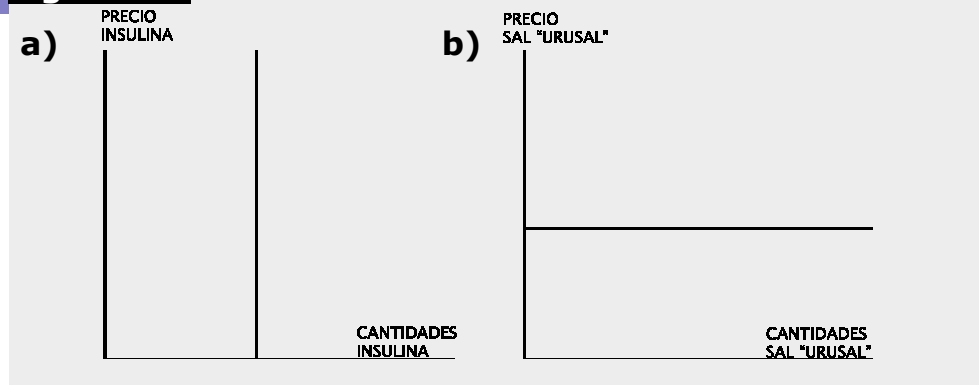 a)
PRECIO
INSULINA
CANTIDADES
INSULINA
b)
PRECIO
SAL “URUSAL”
CANTIDADES
SAL “URUSAL”